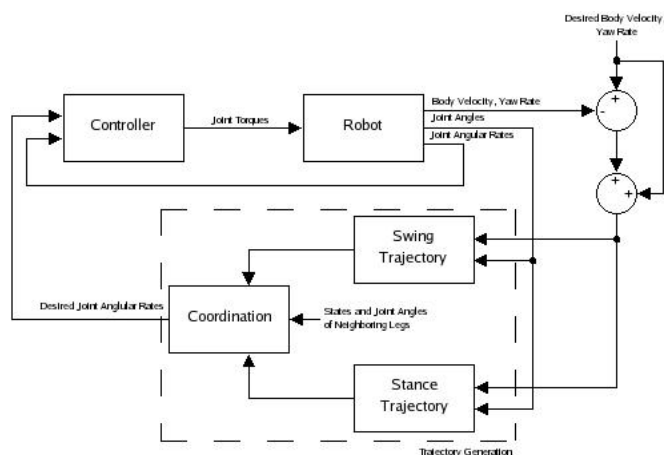 Desired Body Velocity
Yaw Rate
+
-
Controller
Joint Torques
Robot
Body Velocity, Yaw Rate
Joint Angles
Joint Angular Rates
+
+
Swing
Trajectory
Desired Joint Anglular Rates
Coordination
States and Joint Angles
of Neighboring Legs
Stance
Trajectory
Trajectory Generation